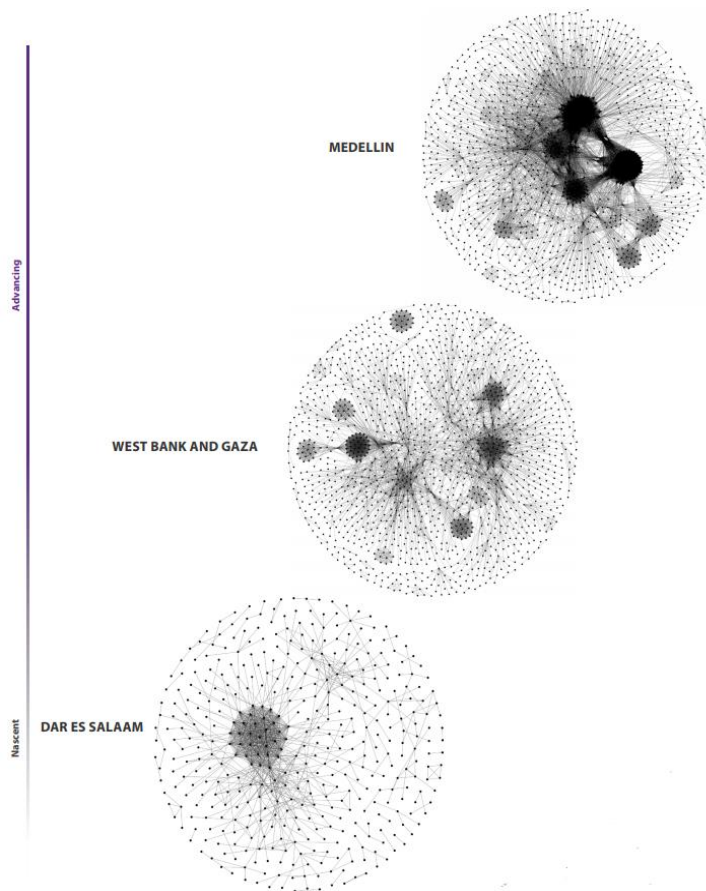 MEDELLIN
Advancing
WEST BANK AND GAZA
Nascent
DAR ES SALAAM